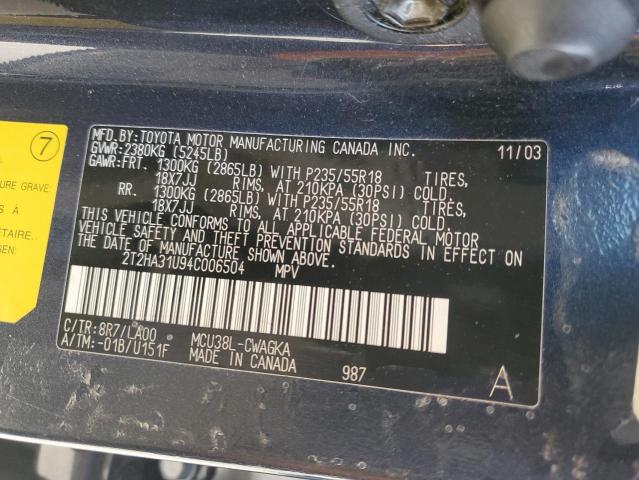 7
URE GRAVE:
S À
ÉTAIRE.
GEN:
MFD.BY:TOYOTA MOTOR MANUFACTURING CANADA INC. 11/03
GVWR:2380KG (5245LB)
GAWR:FRT. 1300KG (2865LB) WITH P235/55R18 TIRES,
18X7JJ RIMS, AT 210KPA (30PSI) COLD.
RR. 1300KG (2865LB) WITH P235/55R18 TIRES,
18X7JJ RIMS, AT 210KPA (30PSI) COLD.
THIS VEHICLE CONFORMS TO ALL APPLICABLE FEDERAL MOTOR
VEHICLE SAFETY AND THEFT PREVENTION STANDARDS IN EFFECT ON
THE DATE OF MANUFACTURE SHOWN ABOVE.
2T2HA31U94C006504 MPV
C/TR:8R7/LA00 MCU38L-CWAGKA
A/TM:-01B/U151F MADE IN CANADA 987 A